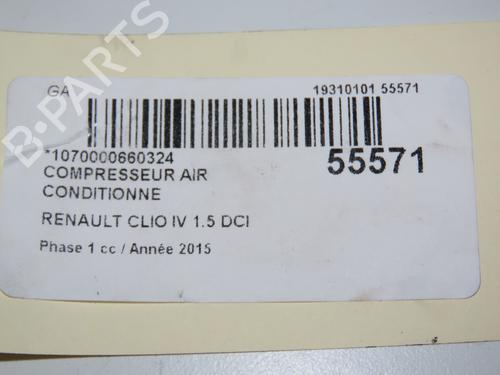 GA
19310101 55571
*1070000660324
55571
COMPRESSEUR AIR
CONDITIONNE
RENAULT CLIO IV 1.5 DCI
Phase 1 cc / Année 2015
B-PARTS